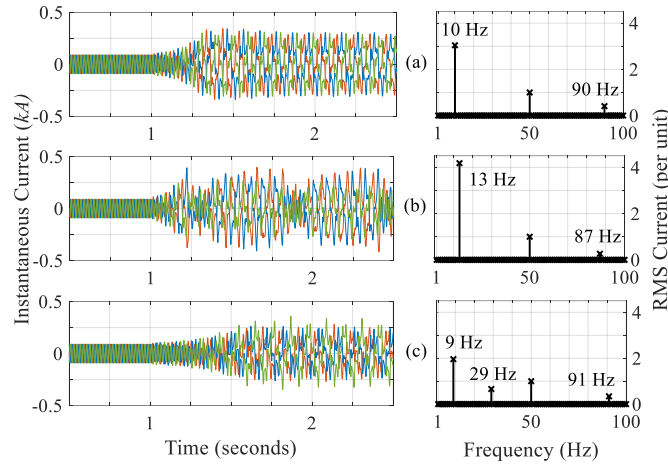 Instantaneous Current (kA)
0.5
0
-0.5
1
2
(a)
10 Hz
90 Hz
4
2
0
1
50
100
0.5
0
-0.5
1
2
(b)
13 Hz
87 Hz
4
2
0
1
50
100
0.5
0
-0.5
1
2
(c)
9 Hz
29 Hz
91 Hz
4
2
0
1
50
100
RMS Current (per unit)
Time (seconds)
Frequency (Hz)